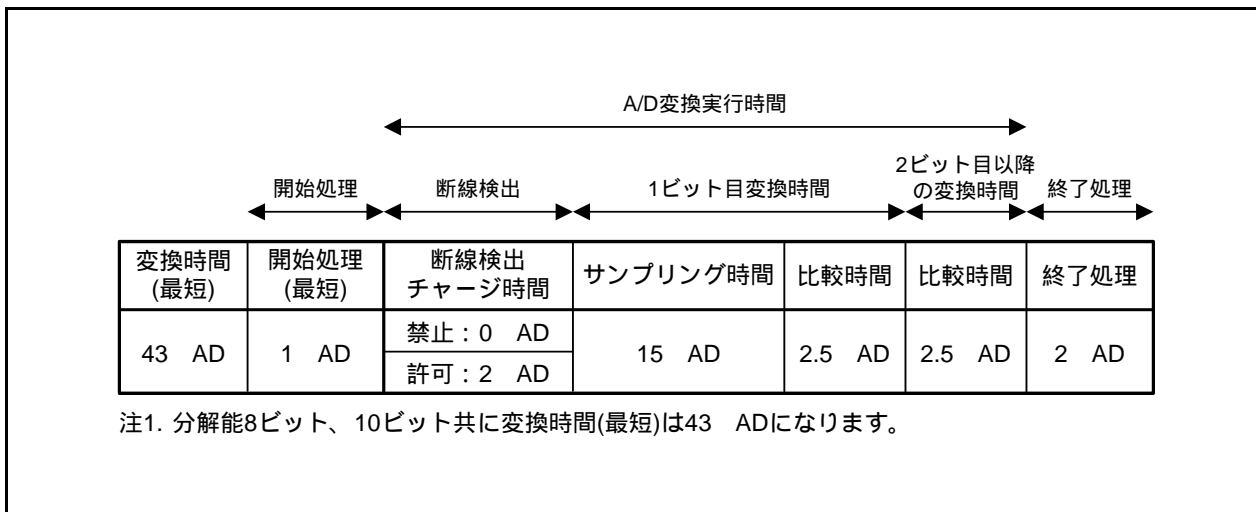 A/D変換実行時間
開始処理
断線検出
1ビット目変換時間
2ビット目以降
の変換時間
終了処理
変換時間
(最短)
開始処理
(最短)
断線検出
チャージ時間
サンプリング時間
比較時間
比較時間
終了処理
43 AD
1 AD
禁止：0 AD
許可：2 AD
15 AD
2.5 AD
2.5 AD
2 AD
注1. 分解能8ビット、10ビット共に変換時間(最短)は43 ADになります。